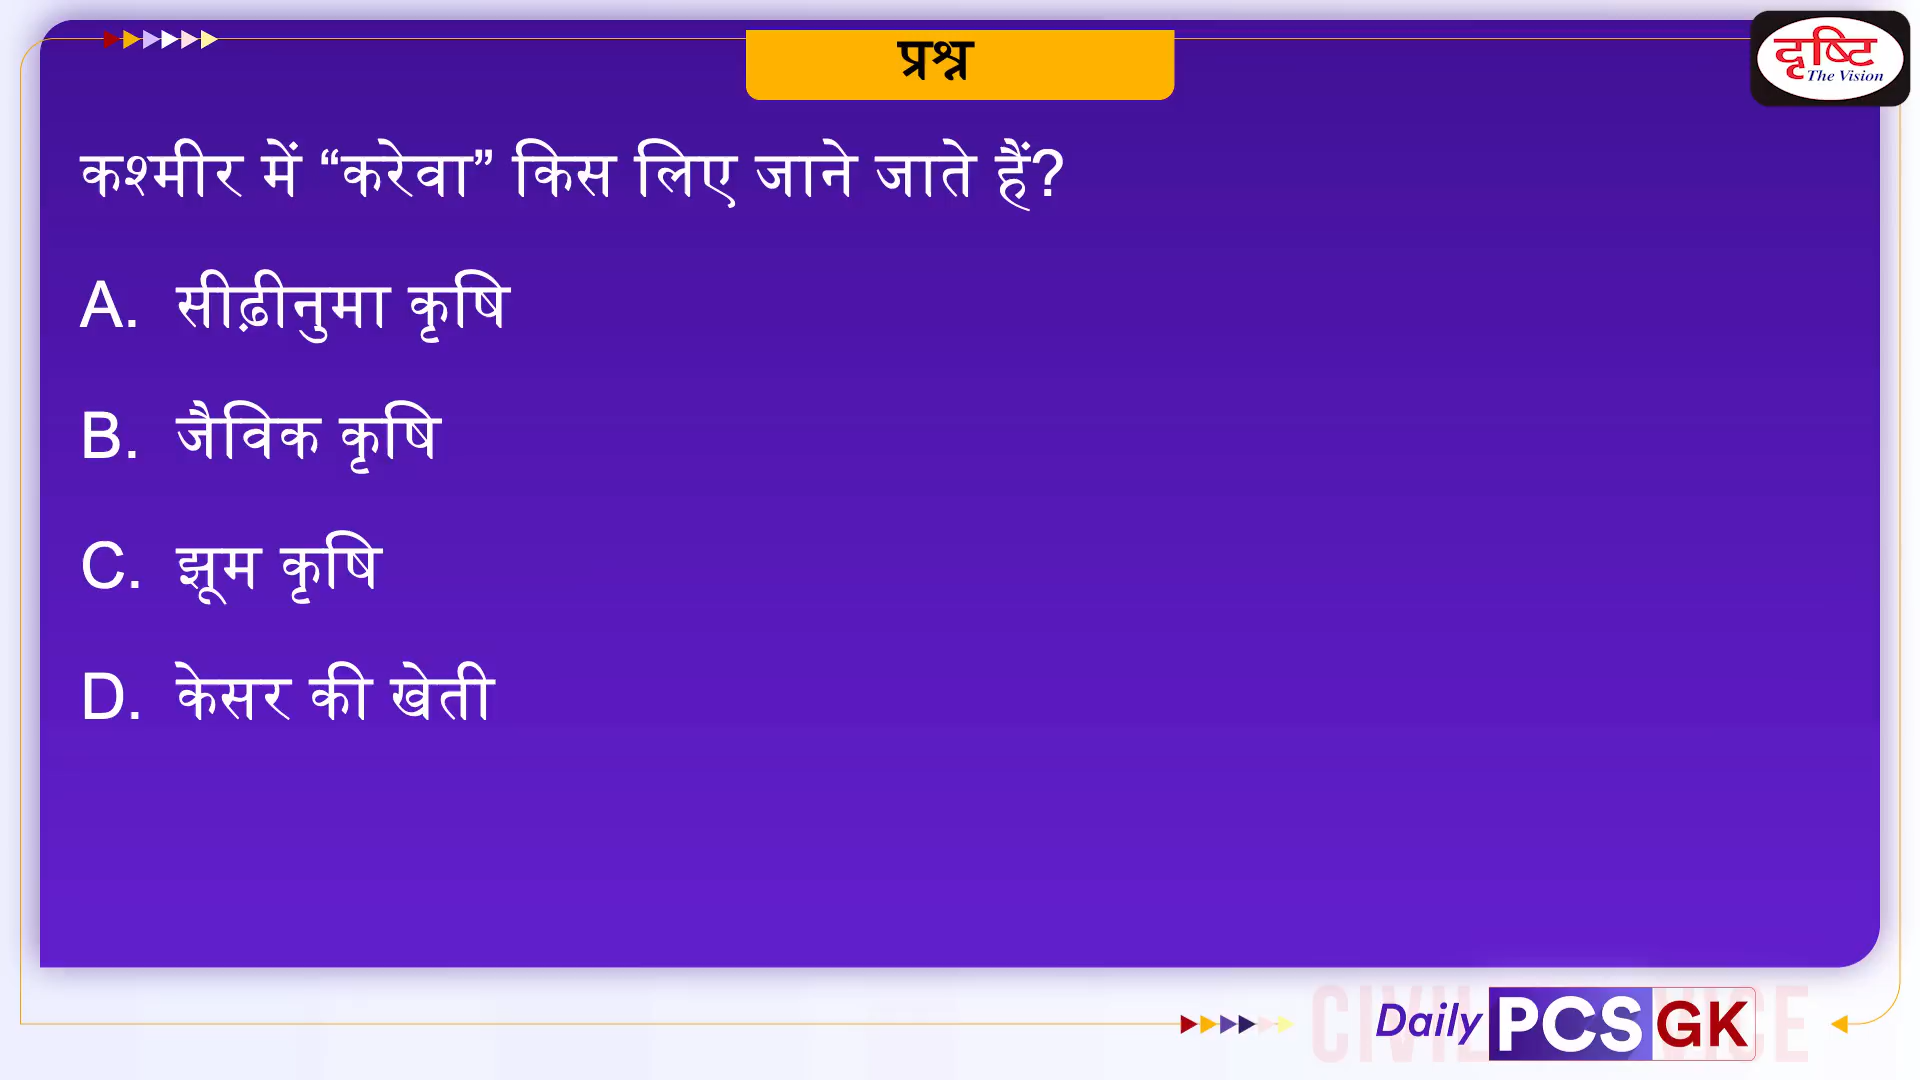 प्रश्न
दृष्टि
The Vision
कश्मीर में “करेवा” किस लिए जाने जाते हैं?
A. सीढ़ीनुमा कृषि
B. जैविक कृषि
C. झूम कृषि
D. केसर की खेती
Daily PCS GK